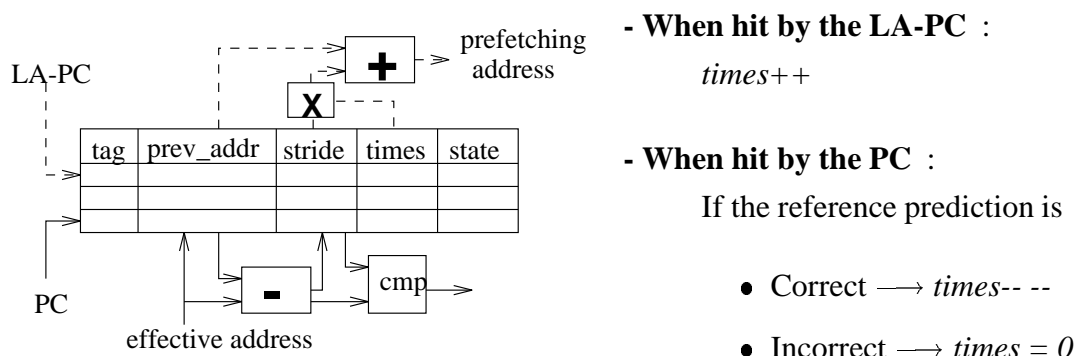 prefetching
address
LA-PC
+
X
tag prev_addr stride times state
-
cmp
PC
effective address
- When hit by the LA-PC :
times++
- When hit by the PC :
If the reference prediction is
• Correct → times-- --
• Incorrect → times = 0